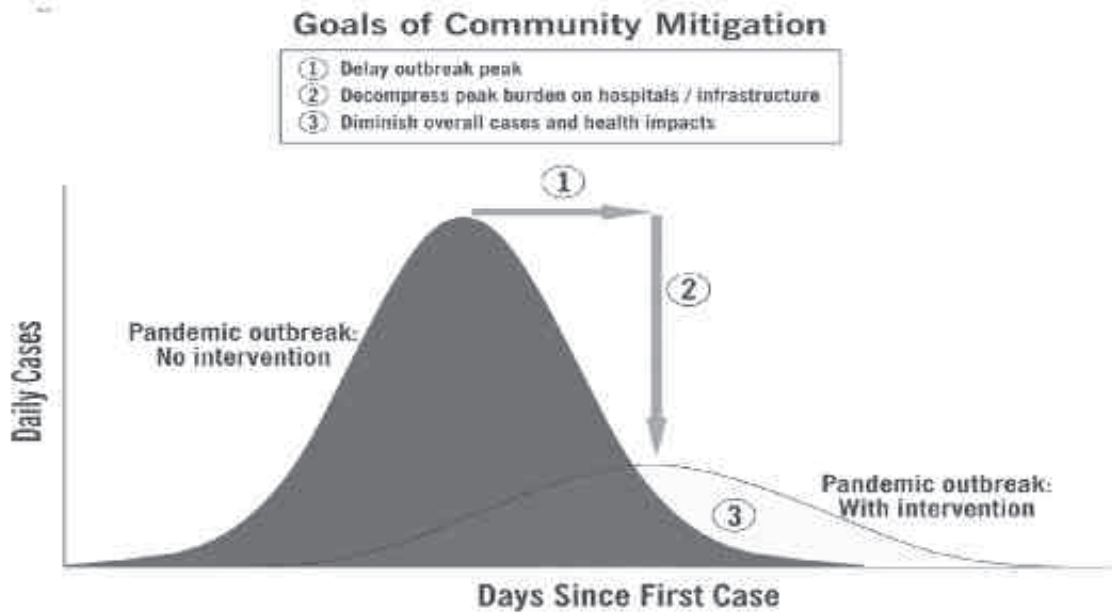 Goals of Community Mitigation
① Delay outbreak peak
② Decompress peak burden on hospitals / infrastructure
③ Diminish overall cases and health impacts
①
②
Pandemic outbreak:
No intervention
Daily Cases
Pandemic outbreak:
With intervention
③
Days Since First Case